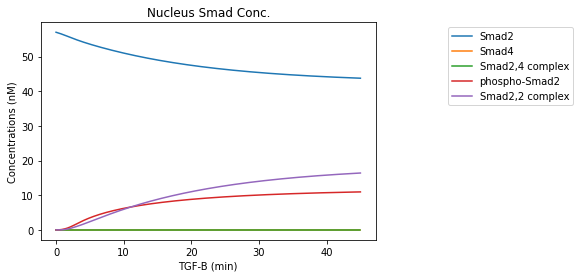 Nucleus Smad Conc.
Smad2
Smad4
Smad2,4 complex
phospho-Smad2
Smad2,2 complex
Concentrations (nM)
50
40
30
20
10
0
0 10 20 30 40
TGF-B (min)